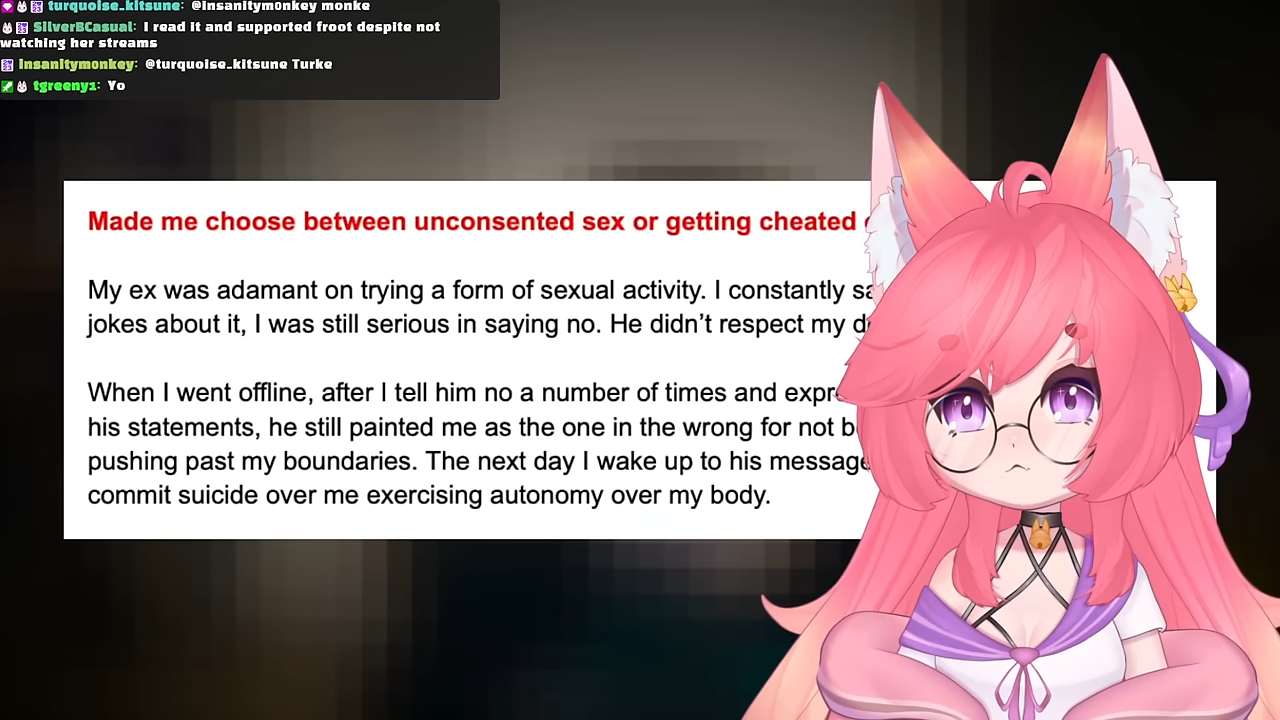 turquoise_kitsune: @insanitymonkey monke
SilverBCasual: I read it and supported froot despite not
watching her streams
Insanitymonkey: @turquoise_kitsune Turke
tgreeny1: Yo
Made me choose between unconsented sex or getting cheated
My ex was adamant on trying a form of sexual activity. I constantly
jokes about it, I was still serious in saying no. He didn’t respect my
When I went offline, after I tell him no a number of times and
his statements, he still painted me as the one in the wrong for not
pushing past my boundaries. The next day I wake up to his
commit suicide over me exercising autonomy over my body.